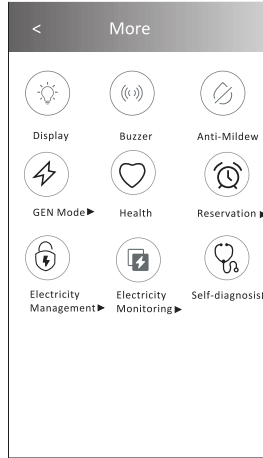 < More
Display Buzzer Anti-Mildew
GEN Mode▶ Health Reservation▶
Electricity Management▶ Electricity Monitoring▶ Self-diagnosis